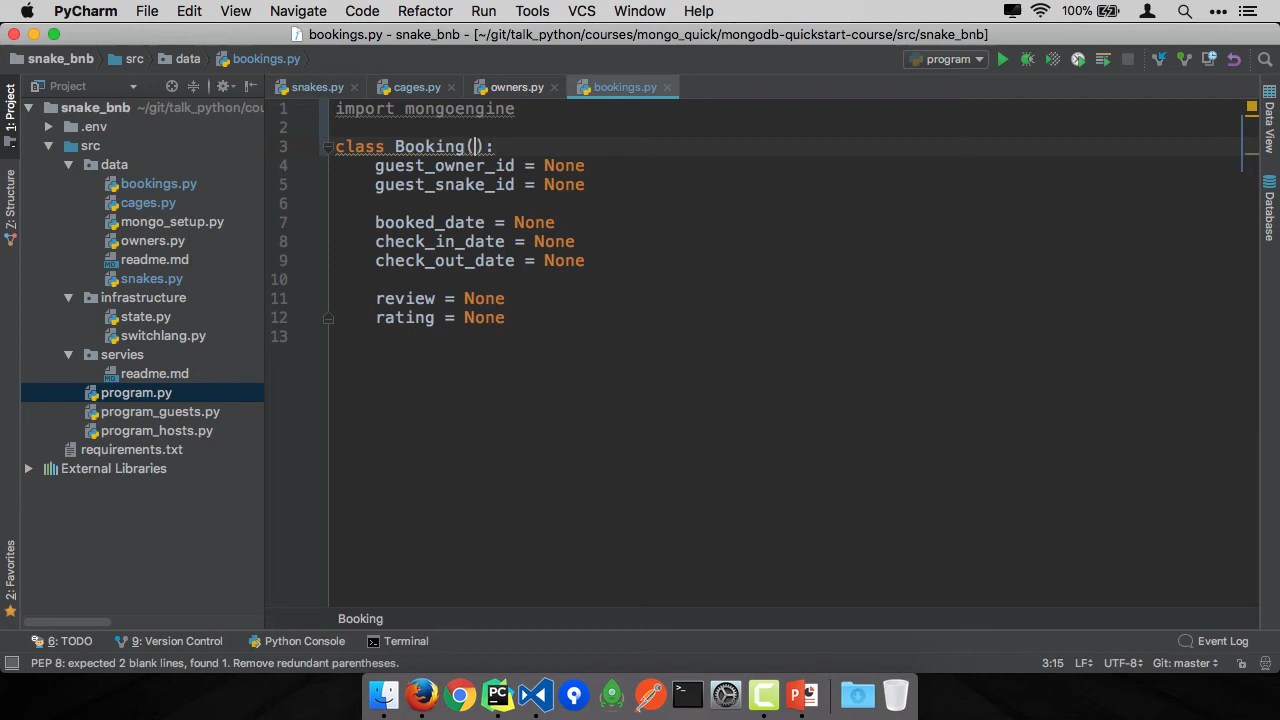 PyCharm File Edit View Navigate Code Refactor Run Tools VCS Window Help 100%
bookings.py - snake_bnb - [~/git/talk_python/courses/mongo_quick/mongodb-quickstart-course/src/snake_bnb]
snake_bnb src data bookings.py program
Project snakes.py cages.py owners.py bookings.py
1: Project
Z: Structure
2: Favorites
snake_bnb ~/git/talk_python/cou
.env
src
data
bookings.py
cages.py
mongo_setup.py
owners.py
readme.md
snakes.py
infrastructure
state.py
switchlang.py
servies
readme.md
program.py
program_guests.py
program_hosts.py
requirements.txt
External Libraries
1 import mongoengine
2
3 class Booking():
4 guest_owner_id = None
5 guest_snake_id = None
6
7 booked_date = None
8 check_in_date = None
9 check_out_date = None
10
11 review = None
12 rating = None
13
Data View
Database
Booking
6: TODO 9: Version Control Python Console Terminal Event Log
PEP 8: expected 2 blank lines, found 1. Remove redundant parentheses. 3:15 LF UTF-8 Git: master